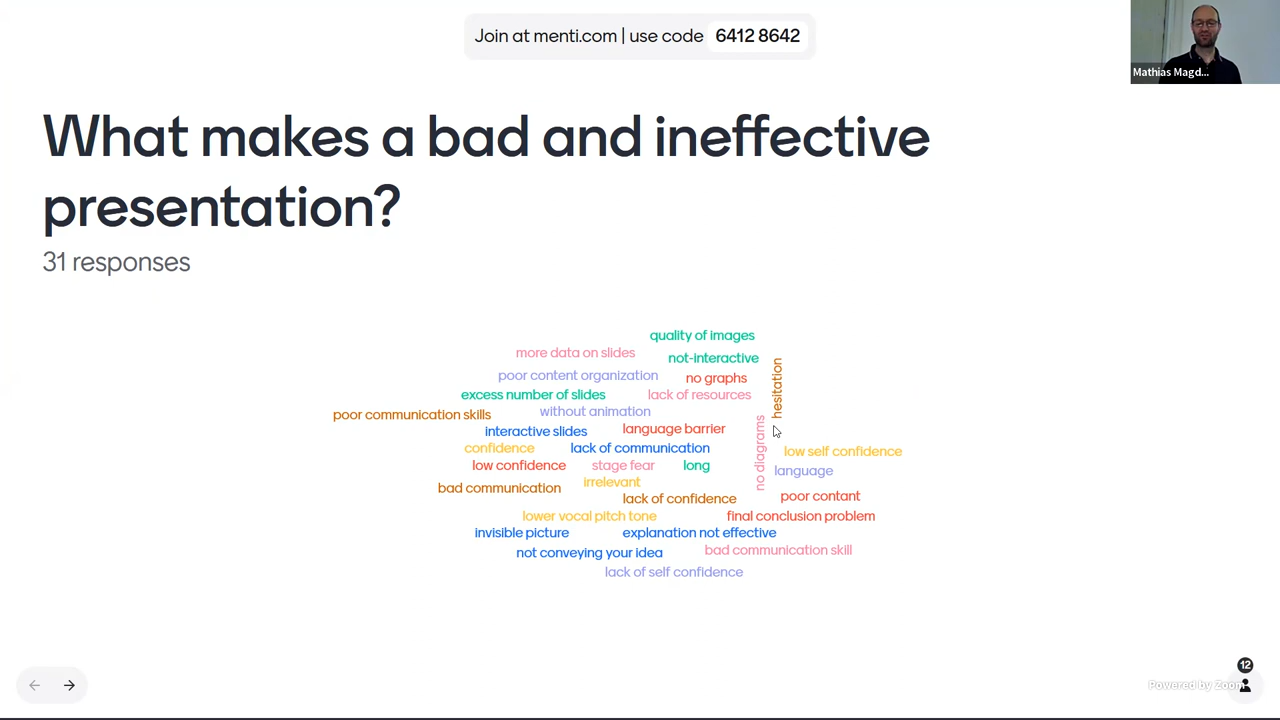 Join at menti.com | use code 6412 8642
Mathias Magd...
What makes a bad and ineffective
presentation?
31 responses
quality of images
more data on slides
not-interactive
poor content organization
no graphs
hesitation
excess number of slides
lack of resources
poor communication skills
without animation
interactive slides
language barrier
no diagrams
confidence
lack of communication
low self confidence
low confidence
stage fear
long
language
bad communication
irrelevant
lack of confidence
poor contant
lower vocal pitch tone
final conclusion problem
invisible picture
explanation not effective
not conveying your idea
bad communication skill
lack of self confidence
12
Powered by Zoom